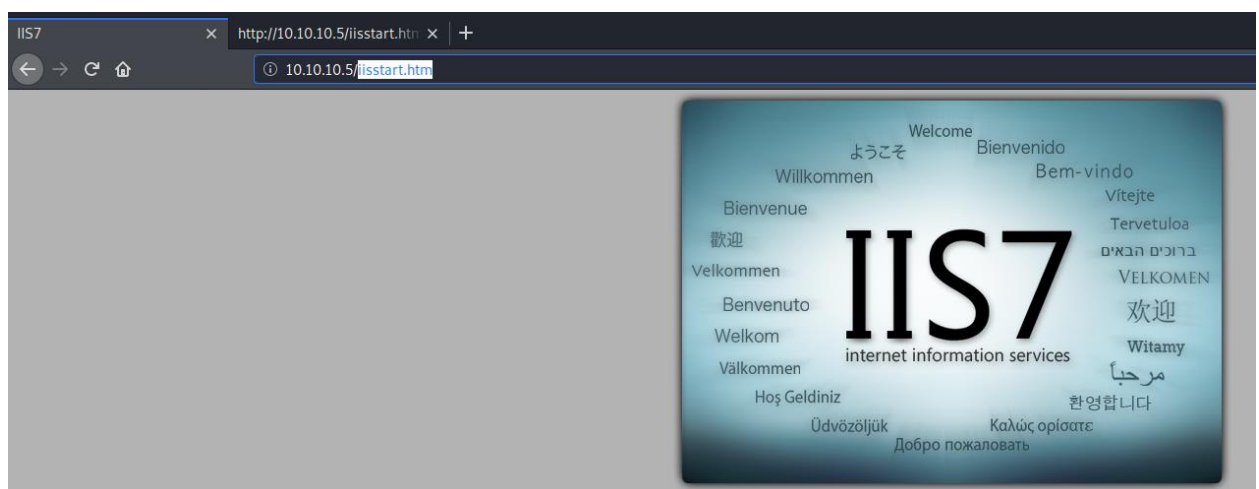 IIS7
http://10.10.10.5/iisstart.htm
10.10.10.5/iisstart.htm
Welcome
ようこそ
Bienvenido
Willkommen
Bem-vindo
Vítejte
Bienvenue
Tervetuloa
歡迎
ברוכים הבאים
Velkommen
VELKOMEN
Benvenuto
欢迎
IIS7
Welkom
Witamy
internet information services
Välkommen
مرحباً
Hoş Geldiniz
환영합니다
Üdvözöljük
Καλώς ορίσατε
Добро пожаловать